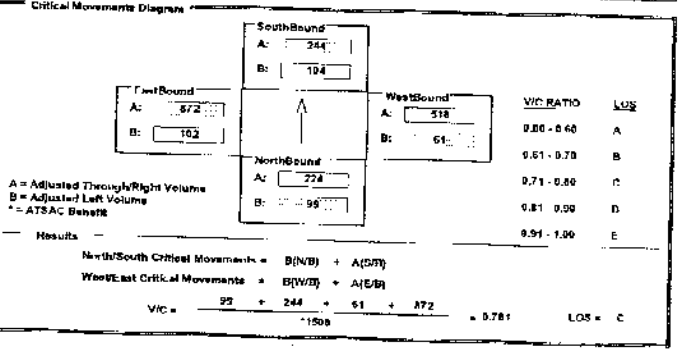 Critical Movements Diagram
SouthBound
A: 244
B: 104
EastBound
A: 872
B: 102
WestBound
A: 518
B: 61
NorthBound
A: 224
B: 99
V/C RATIO LOS
0.00 - 0.60 A
0.61 - 0.70 B
0.71 - 0.80 C
0.81 - 0.90 D
0.91 - 1.00 E
A = Adjusted Through/Right Volume
B = Adjusted Left Volume
* = ATSAC Benefit
Results
North/South Critical Movements = B(N/B) + A(S/B)
West/East Critical Movements = B(W/B) + A(E/B)
V/C = 99 + 244 + 61 + 872
*1500
= 0.781 LOS = C